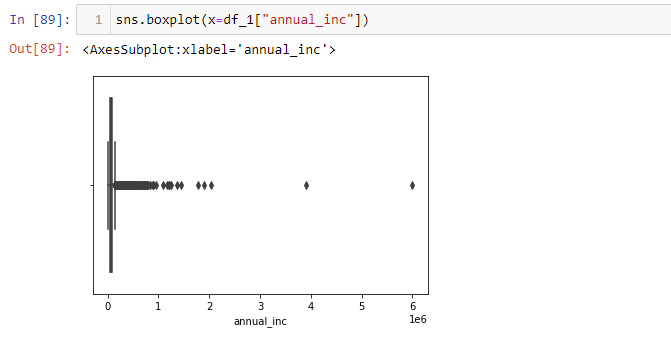 In [89]: 1 sns.boxplot(x=df_1["annual_inc"])
Out[89]: <AxesSubplot:xlabel='annual_inc'>
0 1 2 3 4 5 6
1e6
annual_inc